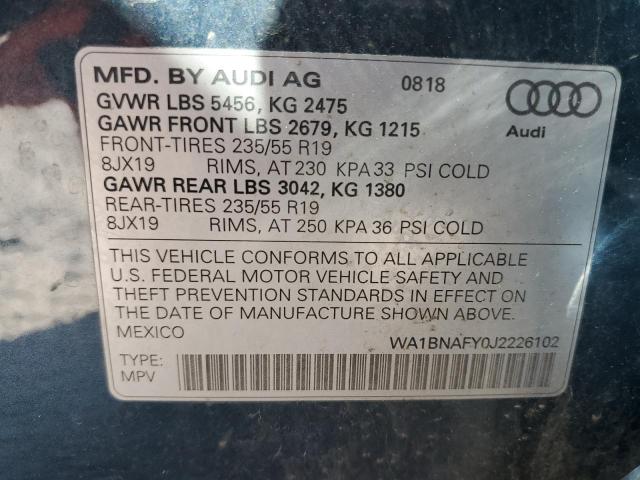 MFD. BY AUDI AG 0818
GVWR LBS 5456, KG 2475
GAWR FRONT LBS 2679, KG 1215
FRONT-TIRES 235/55 R19
8JX19 RIMS, AT 230 KPA 33 PSI COLD
GAWR REAR LBS 3042, KG 1380
REAR-TIRES 235/55 R19
8JX19 RIMS, AT 250 KPA 36 PSI COLD
Audi
THIS VEHICLE CONFORMS TO ALL APPLICABLE
U.S. FEDERAL MOTOR VEHICLE SAFETY AND
THEFT PREVENTION STANDARDS IN EFFECT ON
THE DATE OF MANUFACTURE SHOWN ABOVE.
MEXICO WA1BNAFY0J2226102
TYPE:
MPV